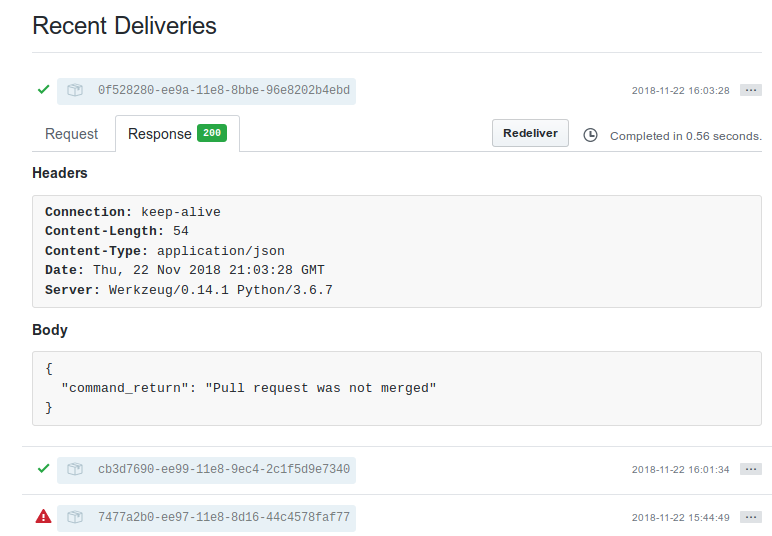 Recent Deliveries
0f528280-ee9a-11e8-8bbe-96e8202b4ebd 2018-11-22 16:03:28 ...
Request Response 200 Redeliver Completed in 0.56 seconds.
Headers
Connection: keep-alive
Content-Length: 54
Content-Type: application/json
Date: Thu, 22 Nov 2018 21:03:28 GMT
Server: Werkzeug/0.14.1 Python/3.6.7
Body
{
"command_return": "Pull request was not merged"
}
cb3d7690-ee99-11e8-9ec4-2c1f5d9e7340 2018-11-22 16:01:34 ...
7477a2b0-ee97-11e8-8d16-44c4578faf77 2018-11-22 15:44:49 ...